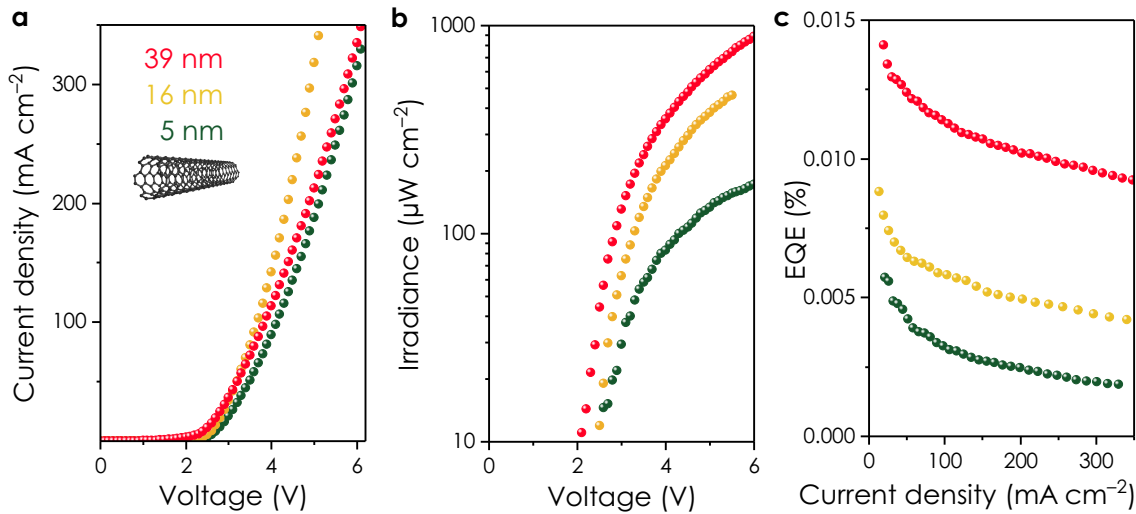 a
Current density (mA cm⁻²)
300
200
100
0
2
4
6
Voltage (V)
39 nm
16 nm
5 nm
b
Irradiance (µW cm⁻²)
1000
100
10
0
2
4
6
Voltage (V)
c
EQE (%)
0.015
0.010
0.005
0.000
0
100
200
300
Current density (mA cm⁻²)